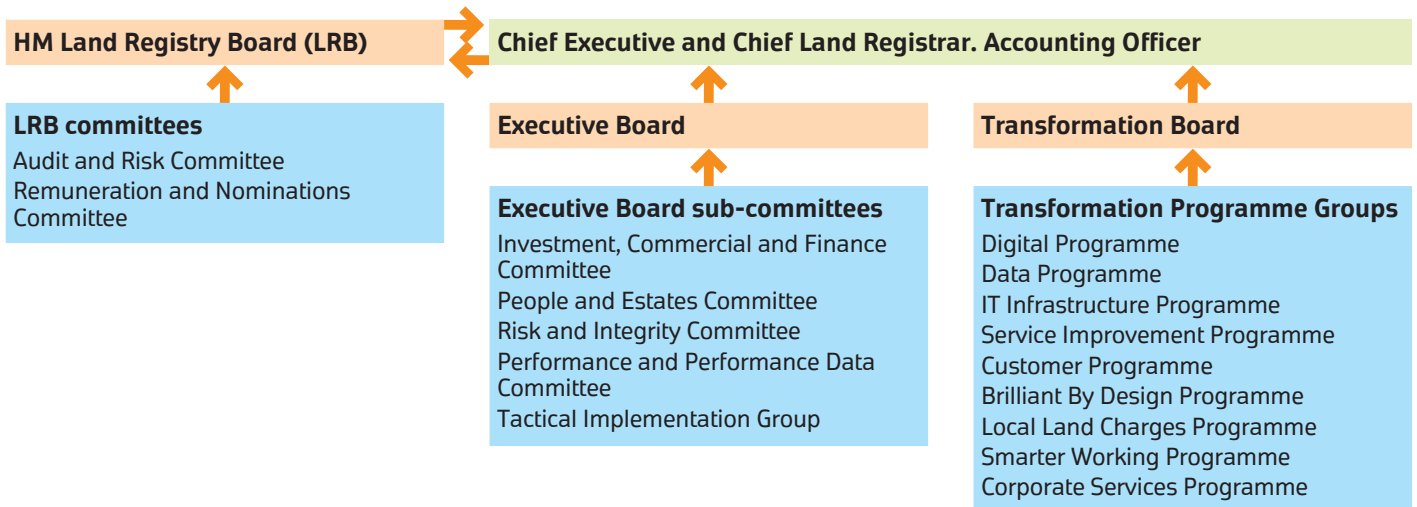 HM Land Registry Board (LRB)
Chief Executive and Chief Land Registrar. Accounting Officer
LRB committees
Audit and Risk Committee
Remuneration and Nominations
Committee
Executive Board
Executive Board sub-committees
Investment, Commercial and Finance
Committee
People and Estates Committee
Risk and Integrity Committee
Performance and Performance Data
Committee
Tactical Implementation Group
Transformation Board
Transformation Programme Groups
Digital Programme
Data Programme
IT Infrastructure Programme
Service Improvement Programme
Customer Programme
Brilliant By Design Programme
Local Land Charges Programme
Smarter Working Programme
Corporate Services Programme